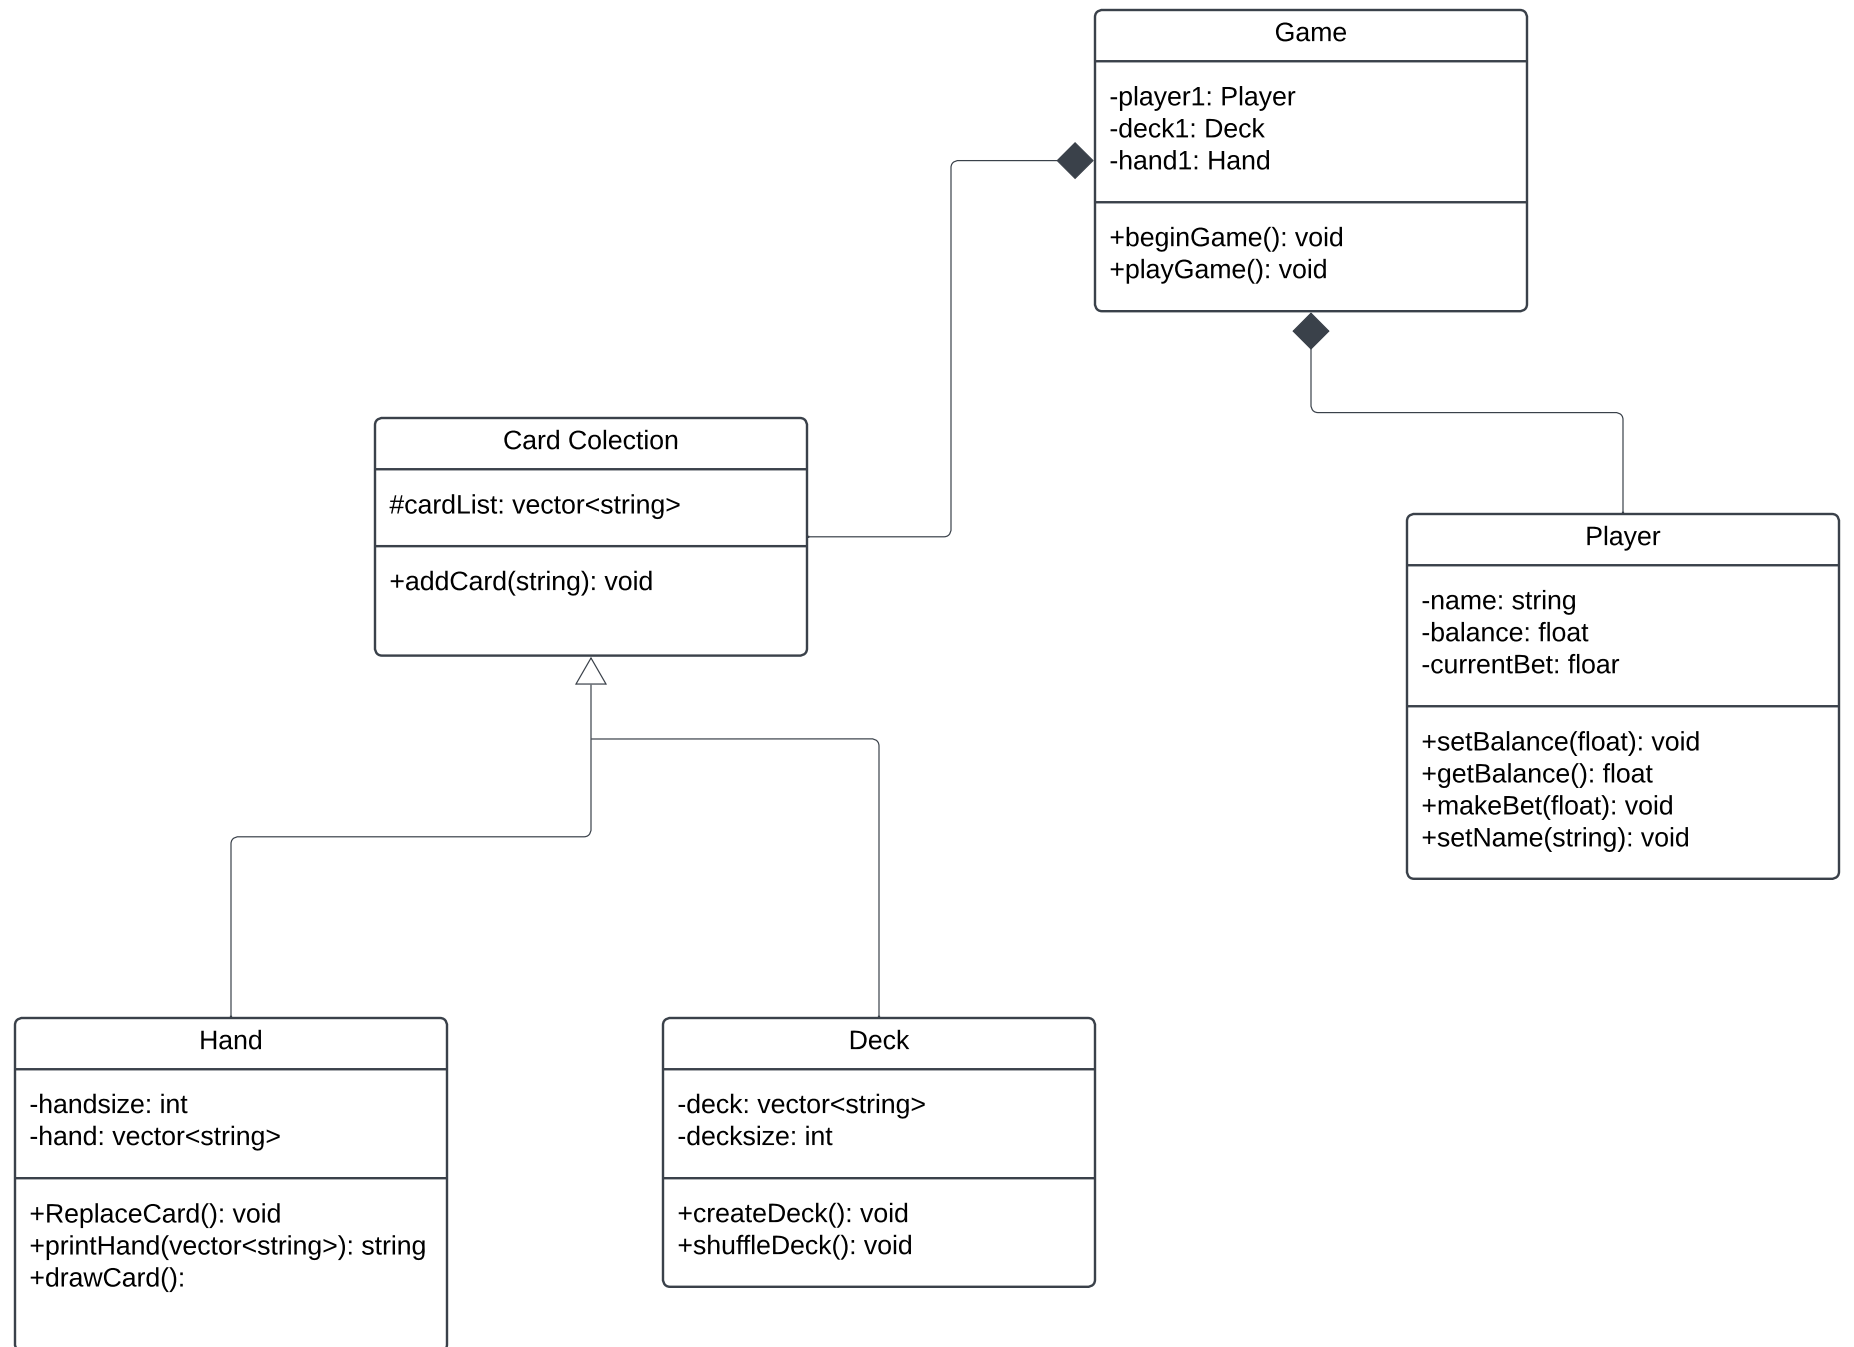 Game
-player1: Player
-deck1: Deck
-hand1: Hand
+beginGame(): void
+playGame(): void
Card Colection
#cardList: vector<string>
+addCard(string): void
Player
-name: string
-balance: float
-currentBet: floar
+setBalance(float): void
+getBalance(): float
+makeBet(float): void
+setName(string): void
Hand
-handsize: int
-hand: vector<string>
+ReplaceCard(): void
+printHand(vector<string>): string
+drawCard():
Deck
-deck: vector<string>
-decksize: int
+createDeck(): void
+shuffleDeck(): void